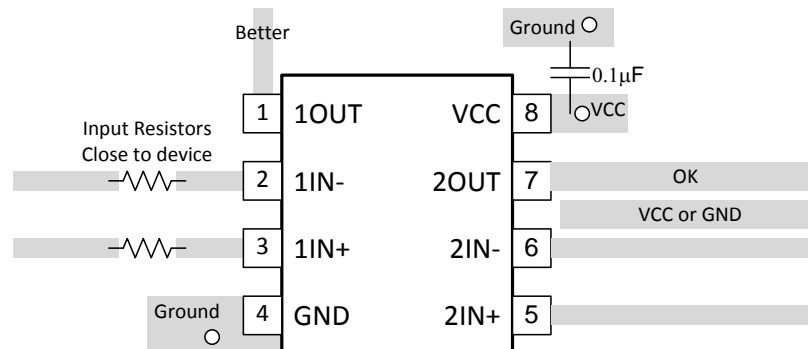 Ground
Better
0.1µF
1 1OUT VCC 8 VCC
Input Resistors
Close to device
2 1IN- 2OUT 7 OK
VCC or GND
3 1IN+ 2IN- 6
Ground
4 GND 2IN+ 5